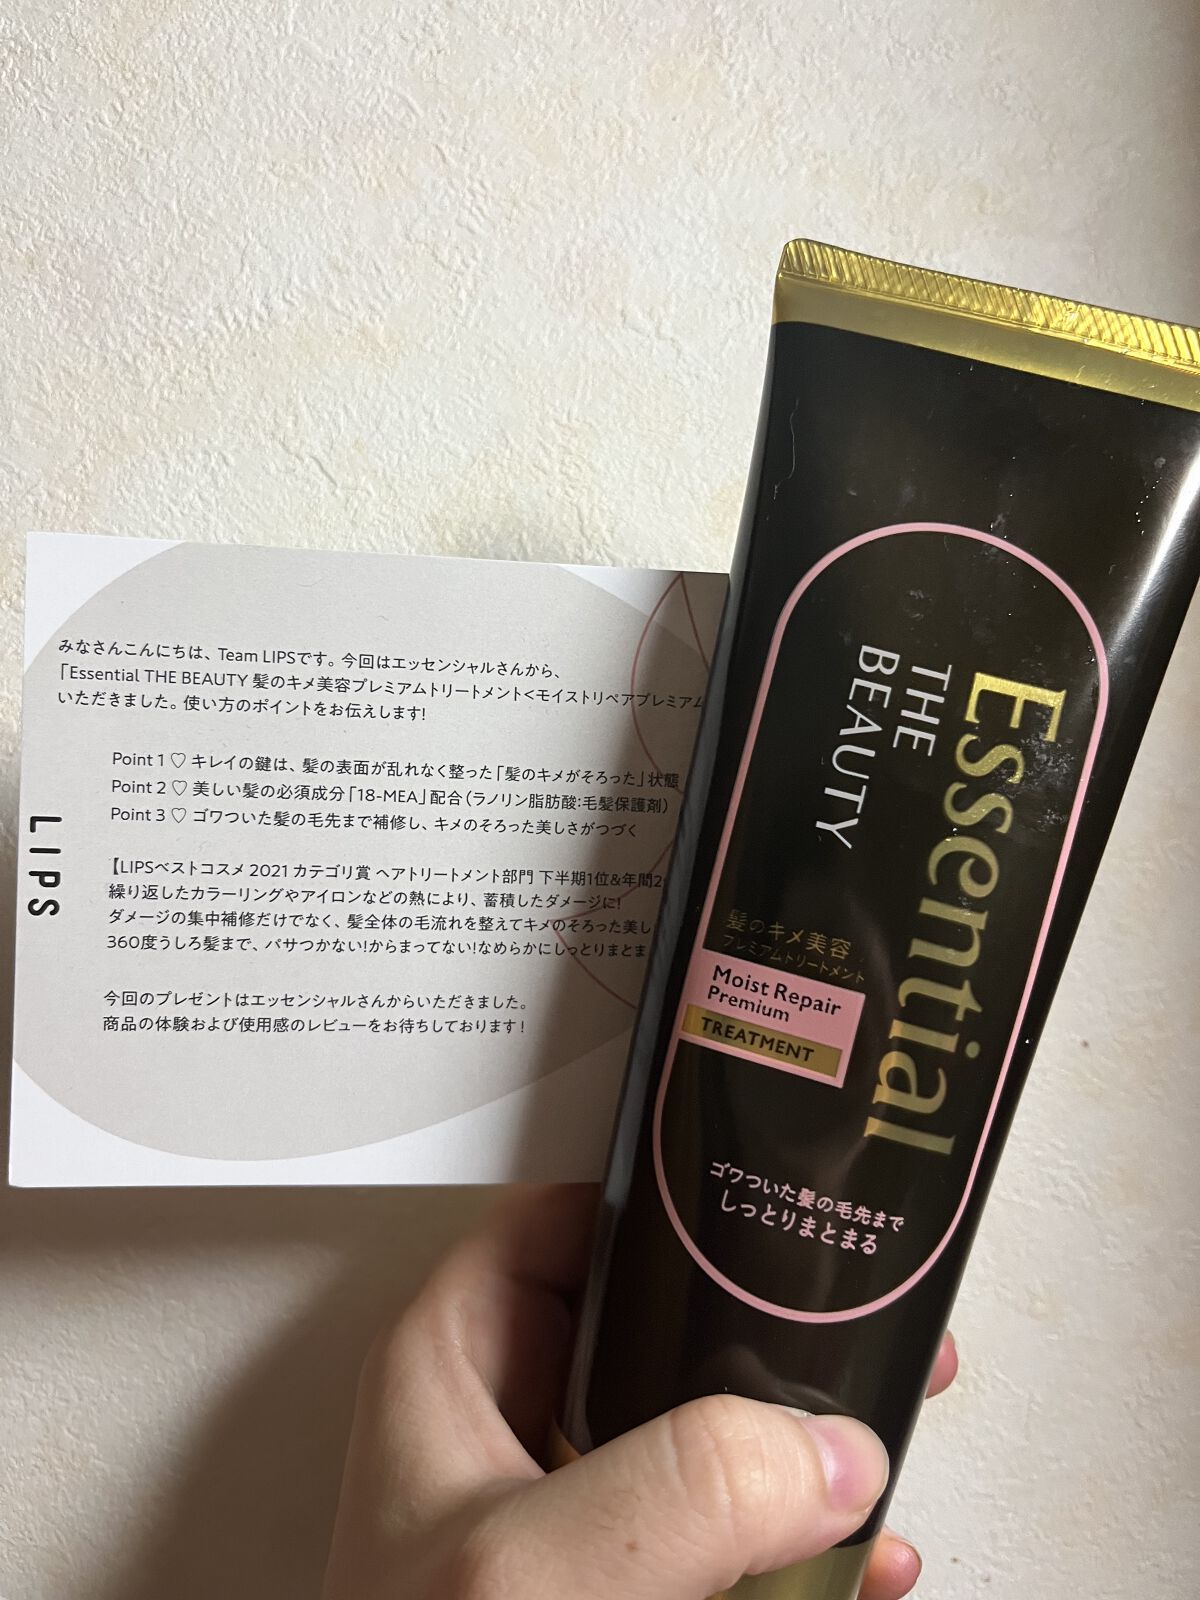 みなさんこんにちは、Team LIPSです。今回はエッセンシャルさんから、
「Essential THE BEAUTY 髪のキメ美容プレミアムトリートメント<モイストリペアプレミアム
いただきました。使い方のポイントをお伝えします!
Point 1 ♡ キレイの鍵は、髪の表面が乱れなく整った「髪のキメがそろった」状態
Point 2 ♡ 美しい髪の必須成分「18-MEA」配合(ラノリン脂肪酸:毛髪保護剤)
Point 3 ♡ ゴワついた髪の毛先まで補修し、キメのそろった美しさがつづく
【LIPSベストコスメ 2021 カテゴリ賞 ヘアトリートメント部門 下半期1位&年間2
繰り返したカラーリングやアイロンなどの熱により、蓄積したダメージに!
ダメージの集中補修だけでなく、髪全体の毛流れを整えてキメのそろった美し
360度うしろ髪まで、パサつかない!からまってない!なめらかにしっとりまとま
今回のプレゼントはエッセンシャルさんからいただきました。
商品の体験および使用感のレビューをお待ちしております!
LIPS
Essential
THE
BEAUTY
髪のキメ美容
プレミアムトリートメント
Moist Repair
Premium
TREATMENT
ゴワついた髪の毛先まで
しっとりまとまる